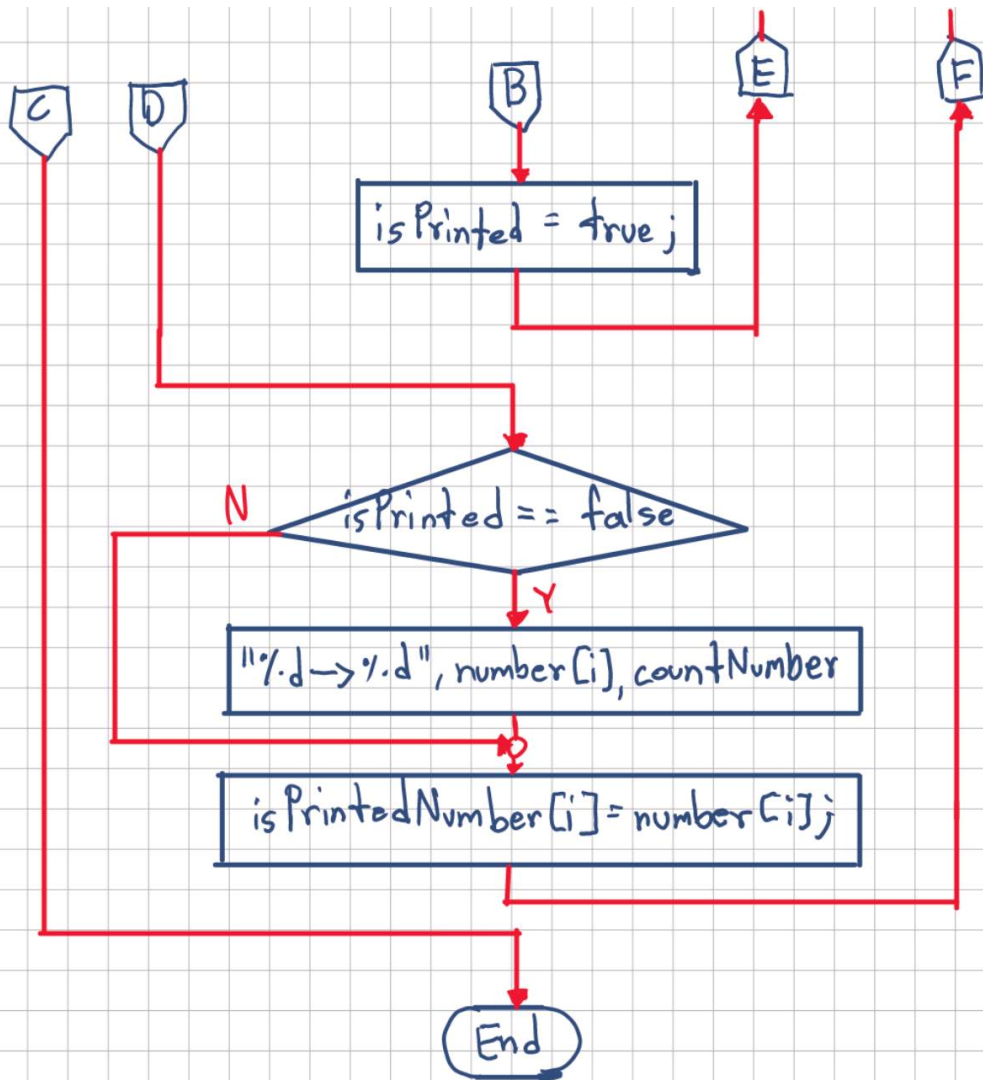 C
D
B
E
F
isPrinted = true;
N
isPrinted == false
Y
"%d->%d", number[i], countNumber
isPrintedNumber[i]=number[i];
End